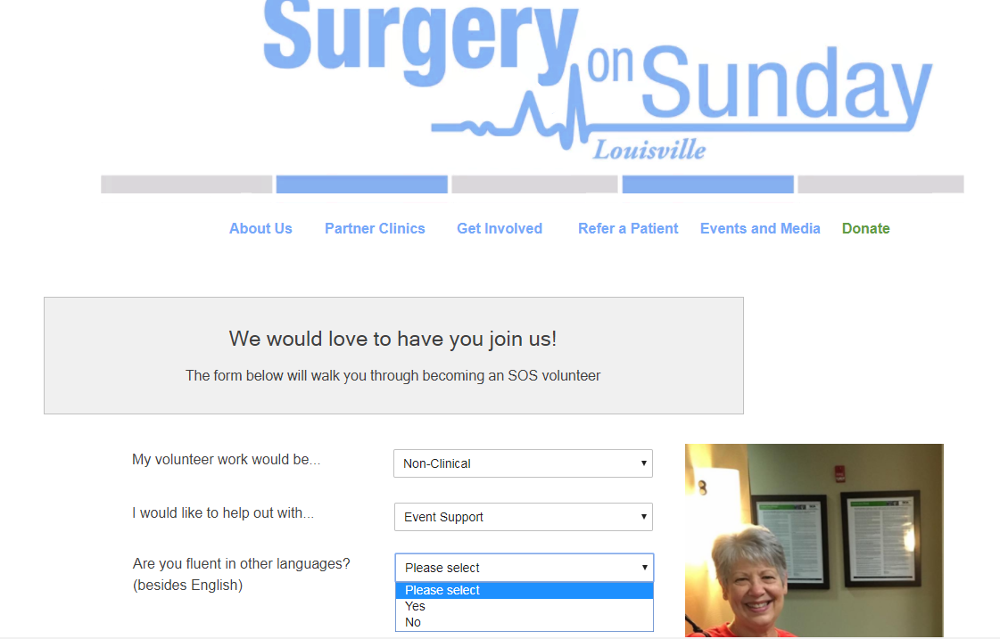 Surgery on Sunday
Louisville
About Us Partner Clinics Get Involved Refer a Patient Events and Media Donate
We would love to have you join us!
The form below will walk you through becoming an SOS volunteer
My volunteer work would be... Non-Clinical
I would like to help out with... Event Support
Are you fluent in other languages? Please select
(besides English)
Please select
Yes
No
8